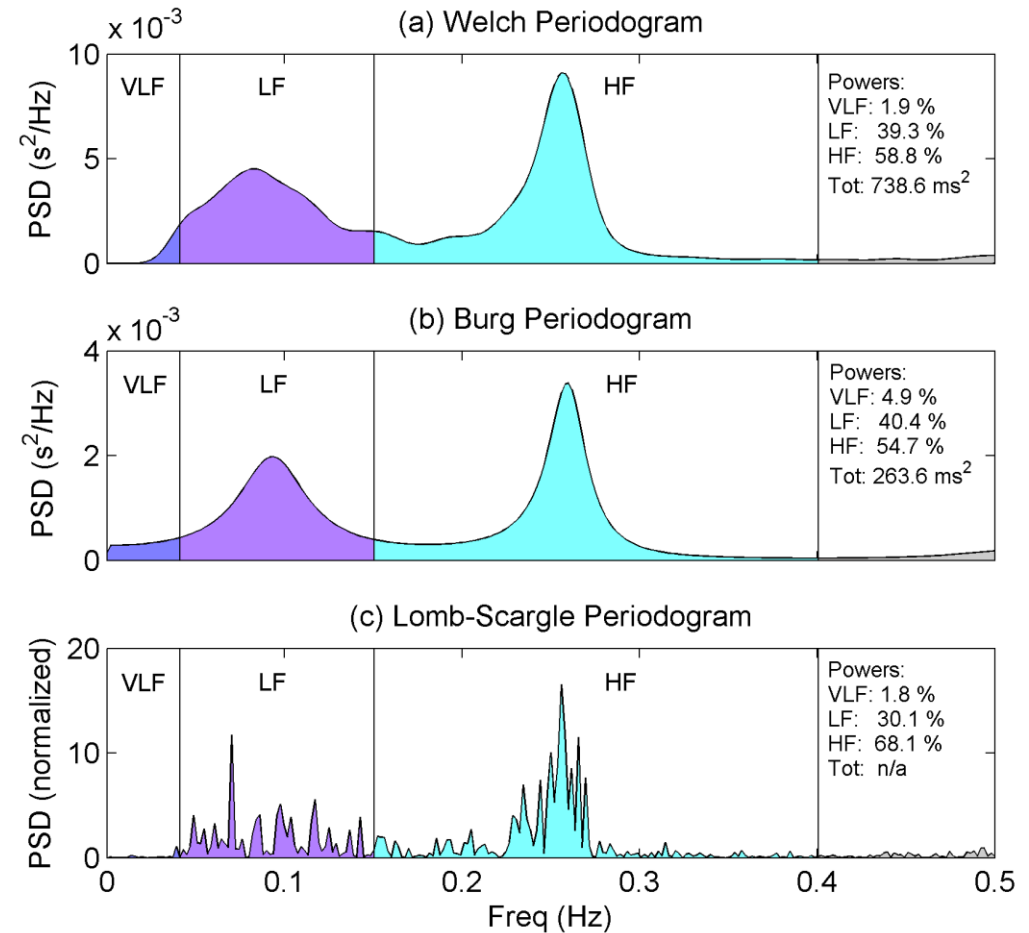 (a) Welch Periodogram
x 10-3
10
5
0
PSD (s2/Hz)
VLF
LF
HF
Powers:
VLF: 1.9 %
LF: 39.3 %
HF: 58.8 %
Tot: 738.6 ms2
(b) Burg Periodogram
x 10-3
4
2
0
PSD (s2/Hz)
VLF
LF
HF
Powers:
VLF: 4.9 %
LF: 40.4 %
HF: 54.7 %
Tot: 263.6 ms2
(c) Lomb-Scargle Periodogram
20
10
0
PSD (normalized)
VLF
LF
HF
Powers:
VLF: 1.8 %
LF: 30.1 %
HF: 68.1 %
Tot: n/a
0 0.1 0.2 0.3 0.4 0.5
Freq (Hz)